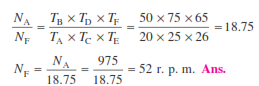 N_A / N_F = (T_B × T_D × T_F) / (T_A × T_C × T_E) = (50 × 75 × 65) / (20 × 25 × 26) = 18.75
N_F = N_A / 18.75 = 975 / 18.75 = 52 r. p. m. Ans.